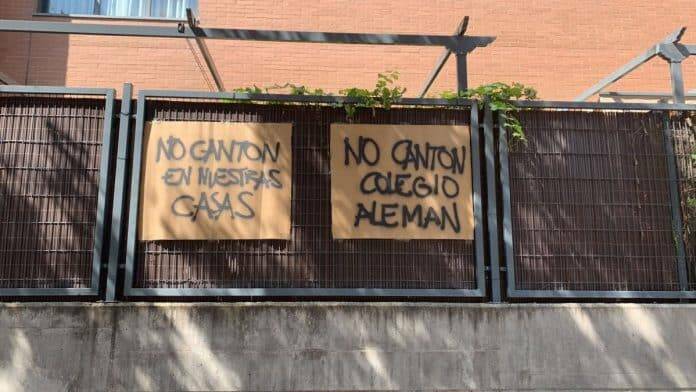 NO CANTON
EN NUESTRAS
CASAS
NO CANTON
COLEGIO
ALEMAN